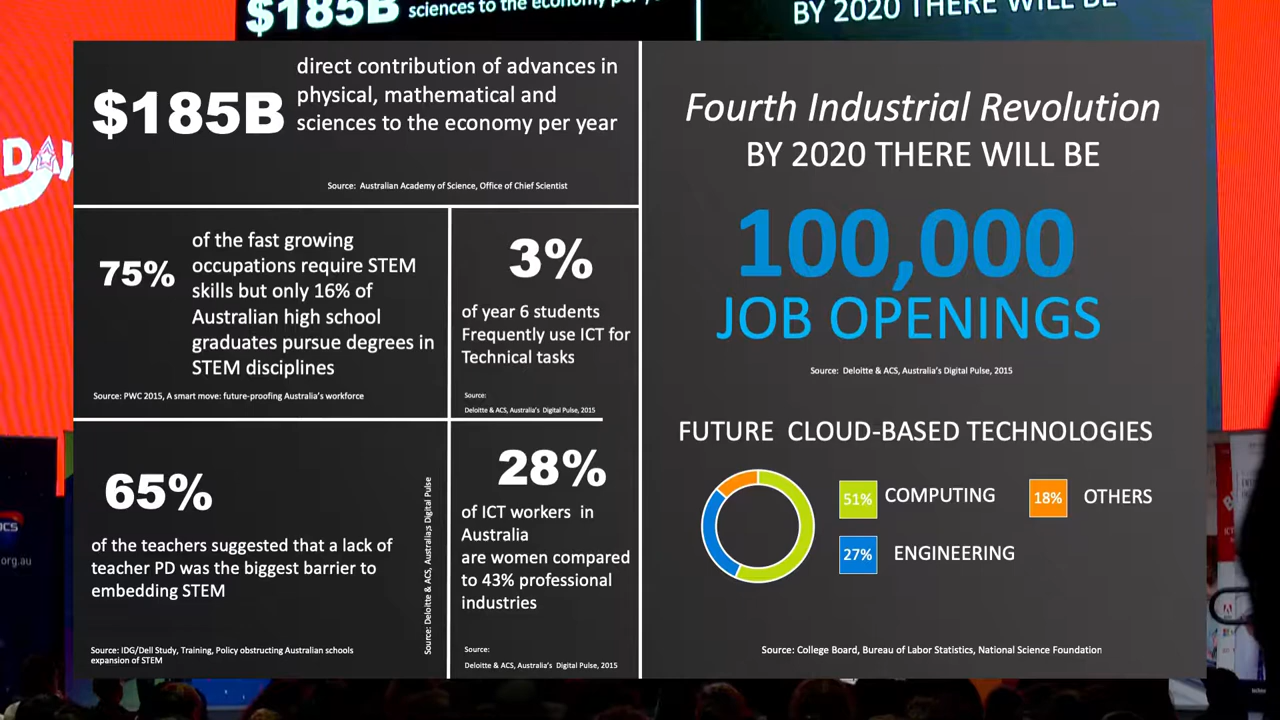 $185B sciences to the economy per
BY 2020 THERE WILL BE
$185B
direct contribution of advances in
physical, mathematical and
sciences to the economy per year
Source: Australian Academy of Science, Office of Chief Scientist
75%
of the fast growing
occupations require STEM
skills but only 16% of
Australian high school
graduates pursue degrees in
STEM disciplines
Source: PWC 2015, A smart move: future-proofing Australia's workforce
3%
of year 6 students
Frequently use ICT for
Technical tasks
Source:
Deloitte & ACS, Australia's Digital Pulse, 2015
65%
of the teachers suggested that a lack of
teacher PD was the biggest barrier to
embedding STEM
Source: IDG/Dell Study, Training, Policy obstructing Australian schools
expansion of STEM
Source: Deloitte & ACS, Australia;s Digital Pulse
28%
of ICT workers in
Australia
are women compared
to 43% professional
industries
Source:
Deloitte & ACS, Australia's Digital Pulse, 2015
Fourth Industrial Revolution
BY 2020 THERE WILL BE
100,000
JOB OPENINGS
Source: Deloitte & ACS, Australia's Digital Pulse, 2015
FUTURE CLOUD-BASED TECHNOLOGIES
51% COMPUTING
18% OTHERS
27% ENGINEERING
Source: College Board, Bureau of Labor Statistics, National Science Foundation
org.au